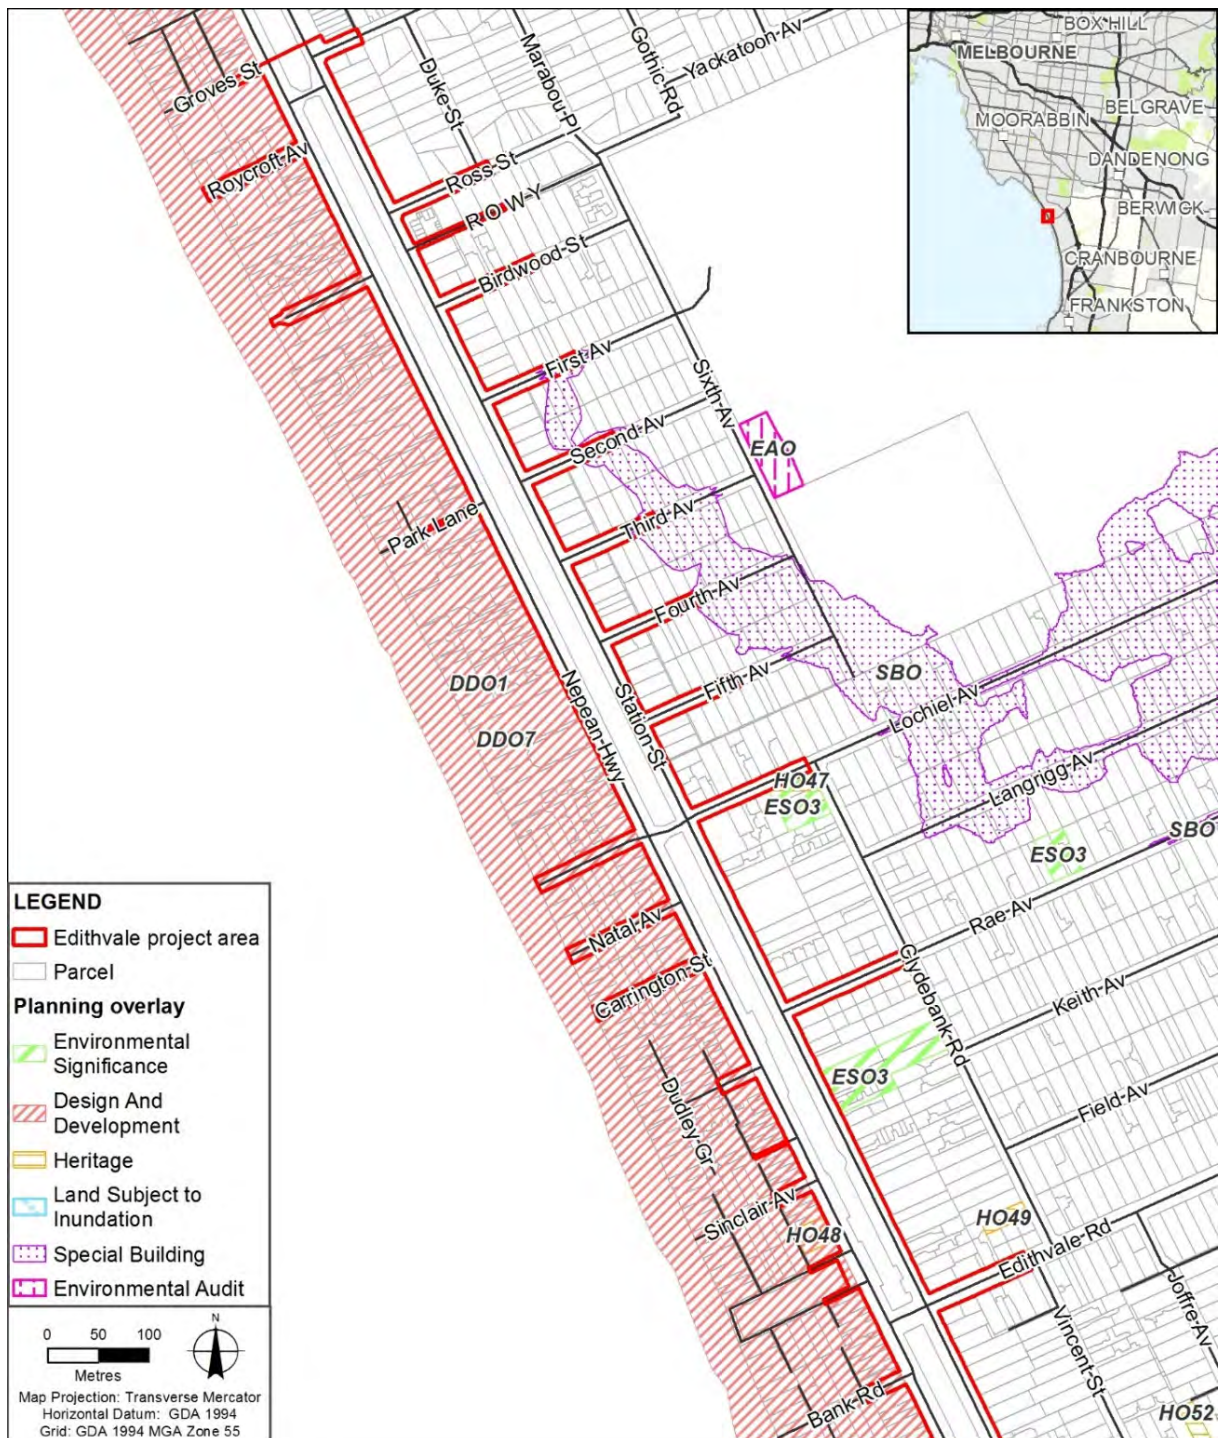 Groves St
Roycroft Av
Duke St
Marabou Pl
Gothic Rd
Yackatoon Av
Ross St
R O W Y
Birdwood St
First Av
Second Av
Sixth Av
EAO
Third Av
Fourth Av
Fifth Av
Park Lane
DDO1
DDO7
Nepean Hwy
Station St
SBO
Lochiel Av
Langrigg Av
HO47
ESO3
ESO3
SBO
Rae Av
Natal Av
Carrington St
Glydebank Rd
Keith Av
ESO3
Field Av
Dudley Gr
Sinclair Av
HO48
HO49
Edithvale Rd
Joffre Av
Vincent St
Bank Rd
HO52
BOX HILL
MELBOURNE
BELGRAVE
MOORABBIN
DANDENONG
BERWICK
CRANBOURNE
FRANKSTON
LEGEND
Edithvale project area
Parcel
Planning overlay
Environmental
Significance
Design And
Development
Heritage
Land Subject to
Inundation
Special Building
Environmental Audit
0 50 100
Metres
N
Map Projection: Transverse Mercator
Horizontal Datum: GDA 1994
Grid: GDA 1994 MGA Zone 55